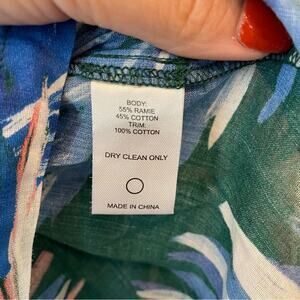 BODY:
55% RAMIE
45% COTTON
TRIM:
100% COTTON
DRY CLEAN ONLY
MADE IN CHINA